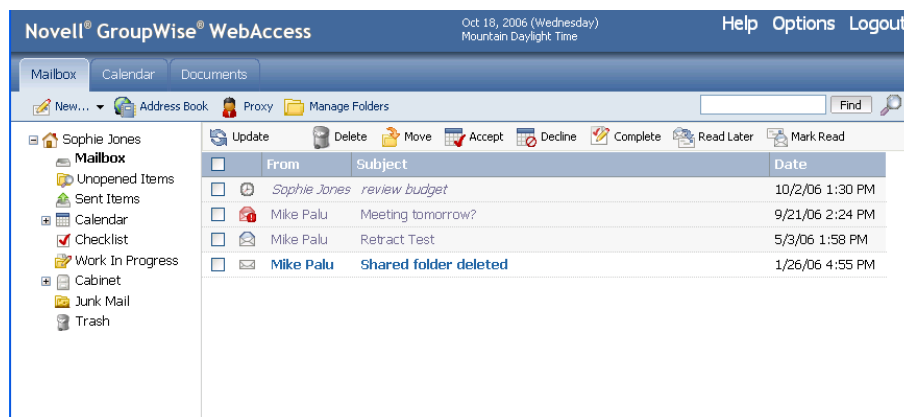 Novell® GroupWise® WebAccess
Oct 18, 2006 (Wednesday)
Mountain Daylight Time
Help Options Logout
Mailbox Calendar Documents
New... Address Book Proxy Manage Folders Find
Sophie Jones
Mailbox
Unopened Items
Sent Items
Calendar
Checklist
Work In Progress
Cabinet
Junk Mail
Trash
Update Delete Move Accept Decline Complete Read Later Mark Read
From Subject Date
Sophie Jones review budget 10/2/06 1:30 PM
Mike Palu Meeting tomorrow? 9/21/06 2:24 PM
Mike Palu Retract Test 5/3/06 1:58 PM
Mike Palu Shared folder deleted 1/26/06 4:55 PM